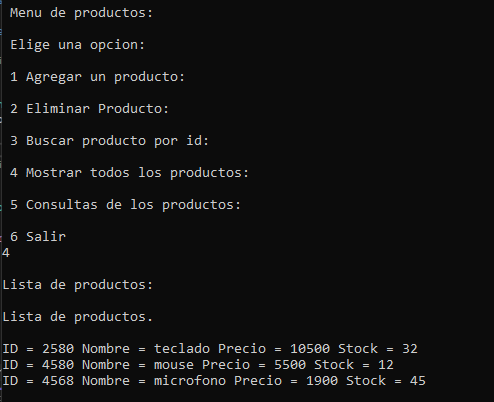 Menu de productos:
Elige una opcion:
1 Agregar un producto:
2 Eliminar Producto:
3 Buscar producto por id:
4 Mostrar todos los productos:
5 Consultas de los productos:
6 Salir
4
Lista de productos:
Lista de productos.
ID = 2580 Nombre = teclado Precio = 10500 Stock = 32
ID = 4580 Nombre = mouse Precio = 5500 Stock = 12
ID = 4568 Nombre = microfono Precio = 1900 Stock = 45